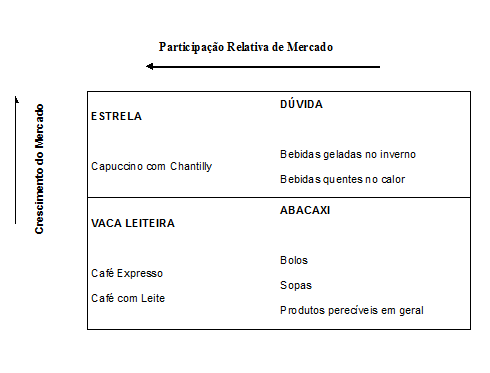 Participação Relativa de Mercado
Crescimento do Mercado
ESTRELA
Capuccino com Chantilly
DÚVIDA
Bebidas geladas no inverno
Bebidas quentes no calor
VACA LEITEIRA
Café Expresso
Café com Leite
ABACAXI
Bolos
Sopas
Produtos perecíveis em geral